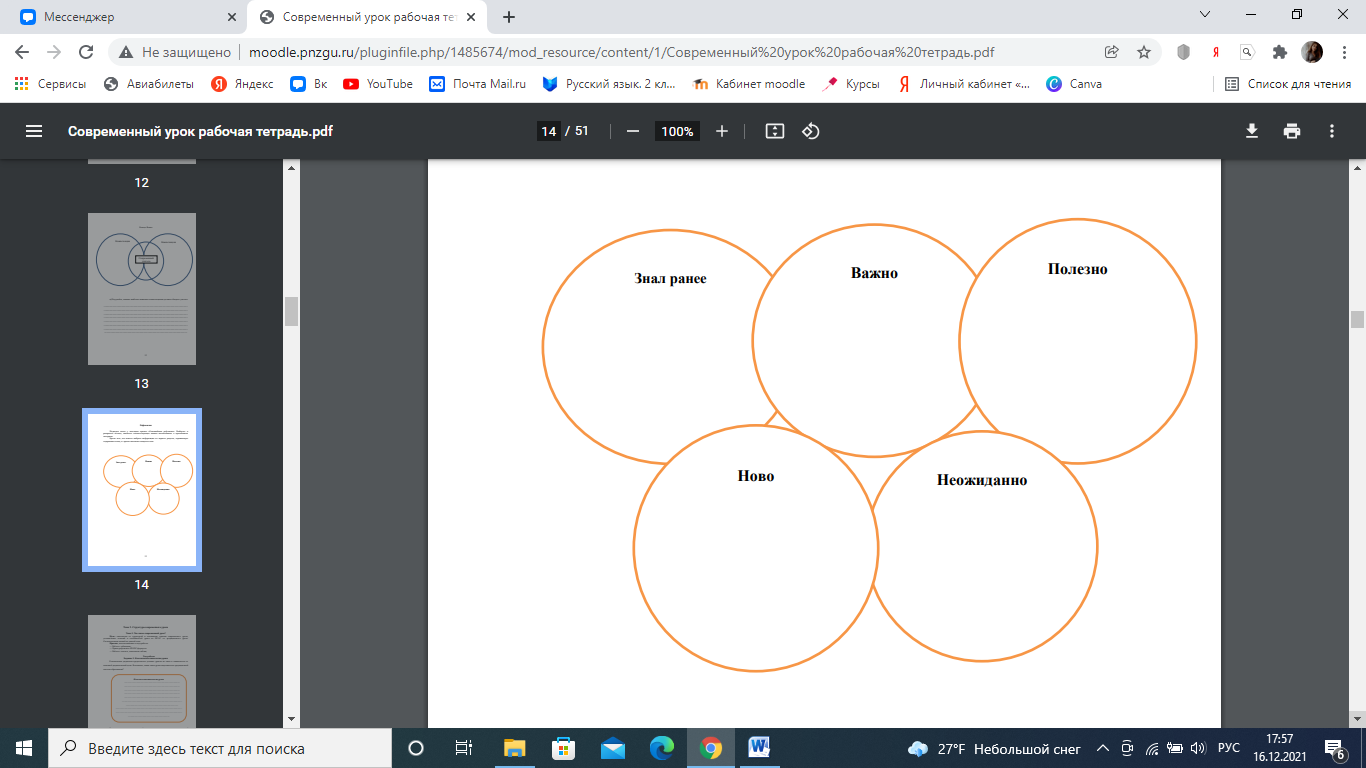 Мессенджер
Современный урок рабочая тет
Не защищено
moodle.pnzgu.ru/pluginfile.php/1485674/mod_resource/content/1/Современный%20урок%20рабочая%20тетрадь.pdf
Сервисы
Авиабилеты
Яндекс
Вк
YouTube
Почта Mail.ru
Русский язык. 2 кл...
Кабинет moodle
Курсы
Личный кабинет «...
Canva
Список для чтения
Современный урок рабочая тетрадь.pdf
14 / 51
100%
12
13
14
Знал ранее
Важно
Полезно
Ново
Неожиданно
Введите здесь текст для поиска
27°F Небольшой снег
РУС
17:57
16.12.2021
6